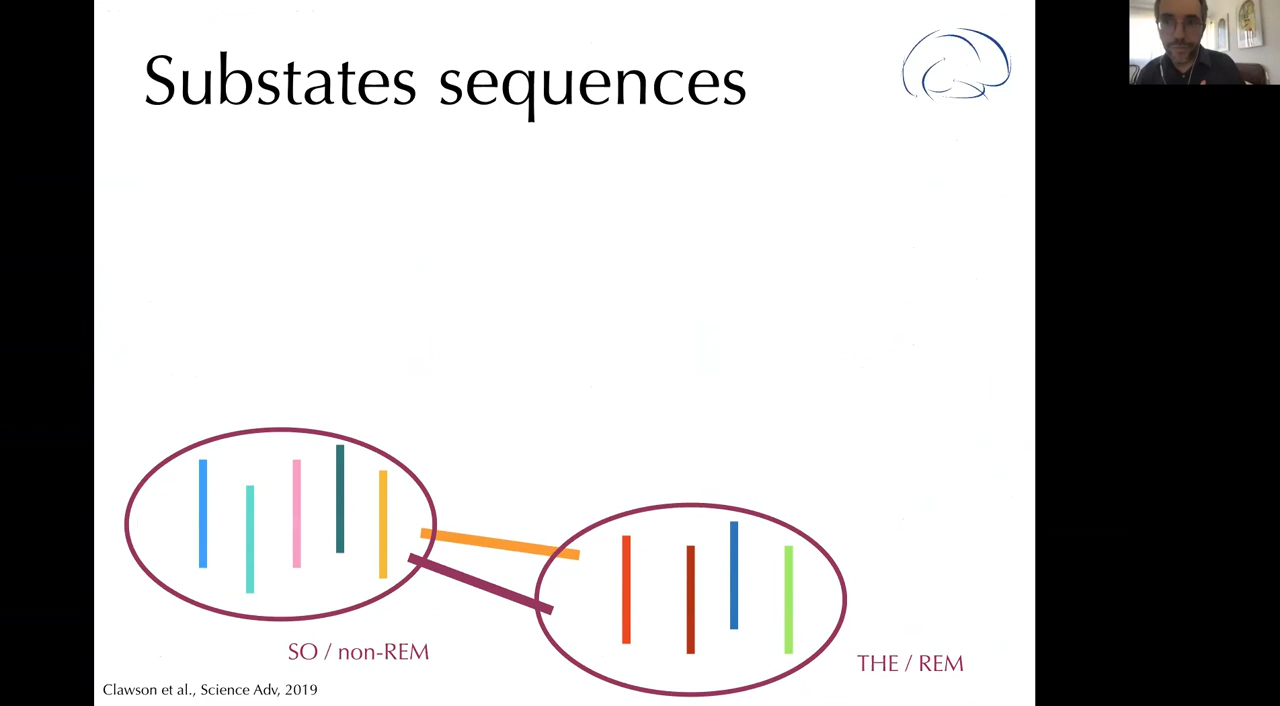 Substates sequences
SO / non-REM
THE / REM
Clawson et al., Science Adv, 2019